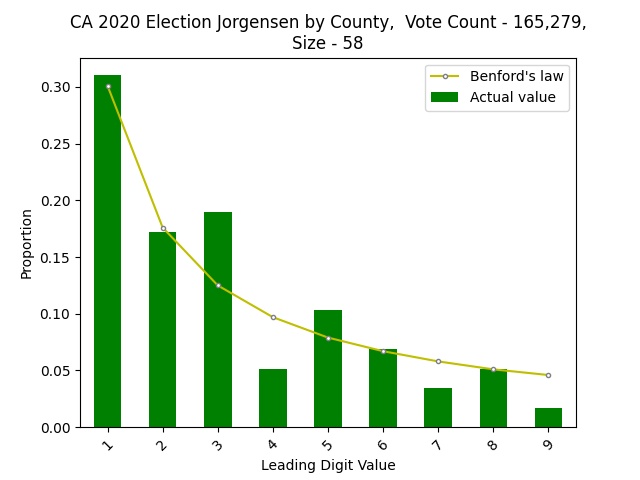 CA 2020 Election Jorgensen by County,  Vote Count - 165,279,
Size - 58
Benford's law
Actual value
0.30
0.25
0.20
0.15
0.10
0.05
0.00
Proportion
1
2
3
4
5
6
7
8
9
Leading Digit Value